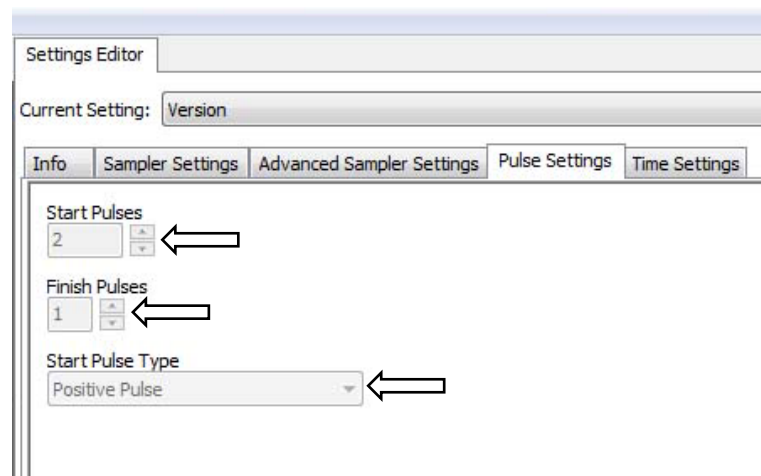 Settings Editor
Current Setting: Version
Info Sampler Settings Advanced Sampler Settings Pulse Settings Time Settings
Start Pulses
2
Finish Pulses
1
Start Pulse Type
Positive Pulse